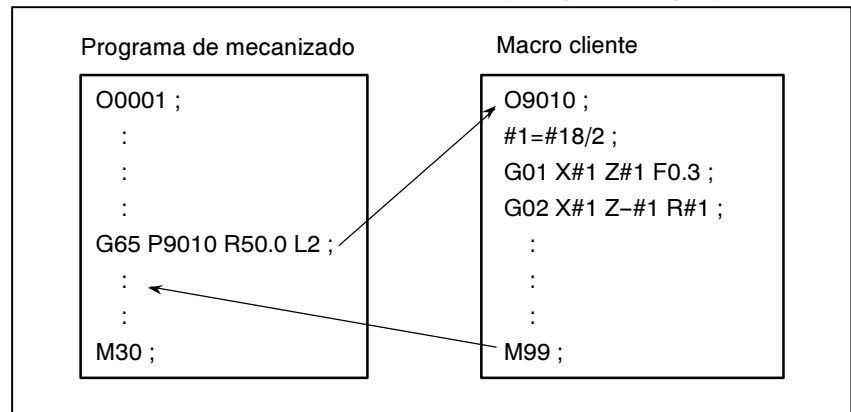 Programa de mecanizado
O0001 ;
:
:
:
G65 P9010 R50.0 L2 ;
:
:
M30 ;
Macro cliente
O9010 ;
#1=#18/2 ;
G01 X#1 Z#1 F0.3 ;
G02 X#1 Z−#1 R#1 ;
:
:
:
M99 ;